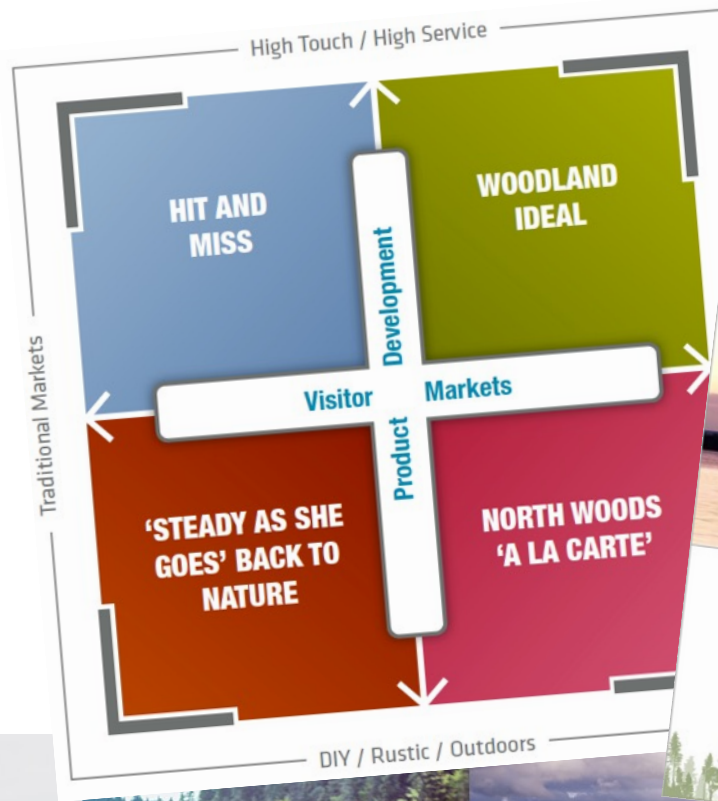 High Touch / High Service
HIT AND
MISS
WOODLAND
IDEAL
Traditional Markets
Product Development
Visitor Markets
'STEADY AS SHE
GOES' BACK TO
NATURE
NORTH WOODS
'A LA CARTE'
DIY / Rustic / Outdoors